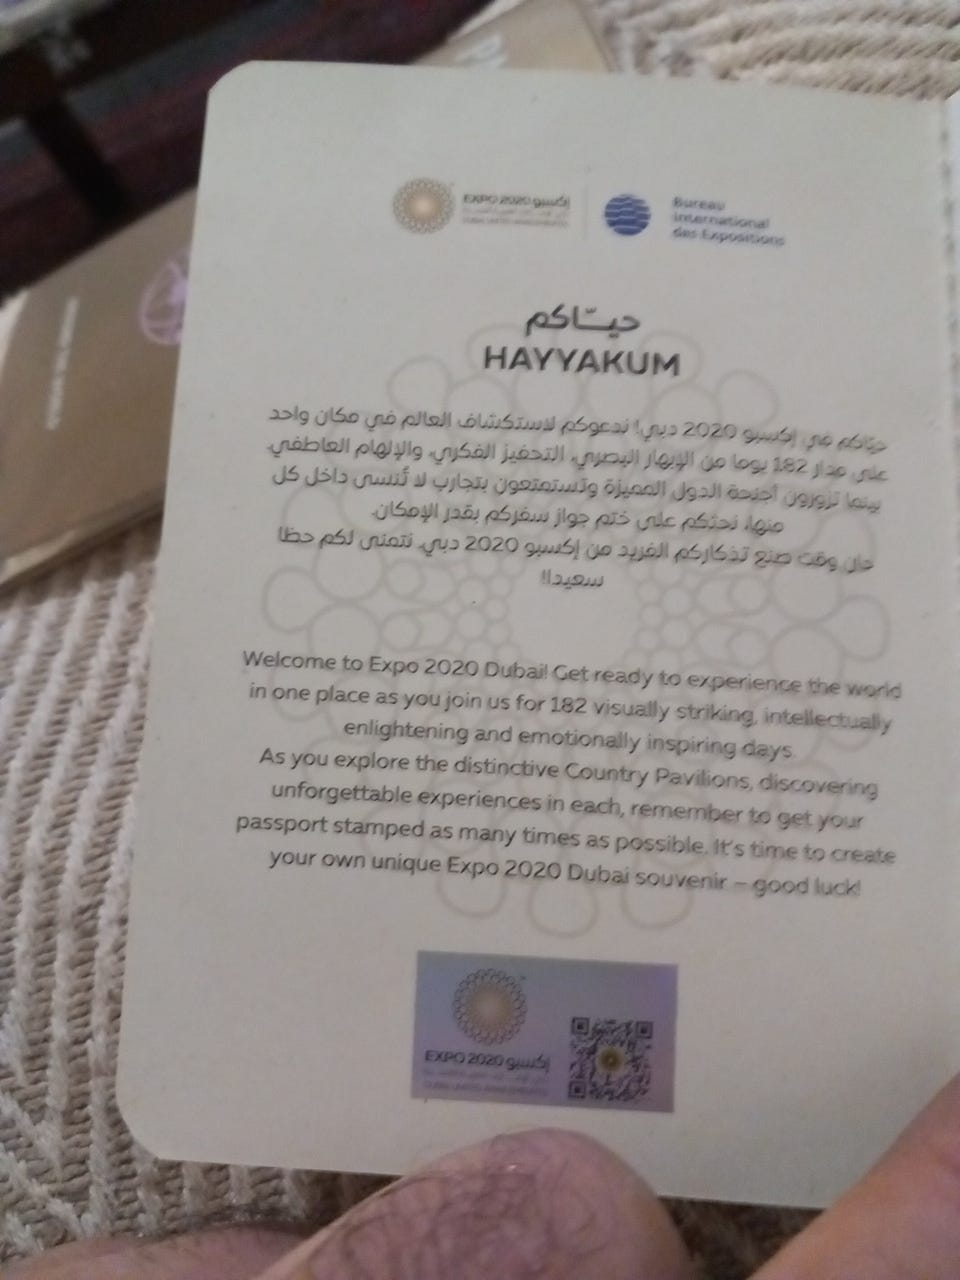 EXPO 2020 إكسبو
Bureau
International
des Expositions
حيّاكم
HAYYAKUM
حيّاكم في إكسبو 2020 دبي! ندعوكم لاستكشاف العالم في مكان واحد
على مدار 182 يوما من الإبهار البصري، التحفيز الفكري، والإلهام العاطفي.
بينما تزورون أجنحة الدول المميزة وتستمتعون بتجارب لا تُنسى داخل كل
منها، نحثكم على ختم جواز سفركم بقدر الإمكان.
حان وقت صنع تذكاركم الفريد من إكسبو 2020 دبي. نتمنى لكم حظا
سعيدا!
Welcome to Expo 2020 Dubai! Get ready to experience the world
in one place as you join us for 182 visually striking, intellectually
enlightening and emotionally inspiring days.
As you explore the distinctive Country Pavilions, discovering
unforgettable experiences in each, remember to get your
passport stamped as many times as possible. It's time to create
your own unique Expo 2020 Dubai souvenir – good luck!
EXPO 2020 إكسبو